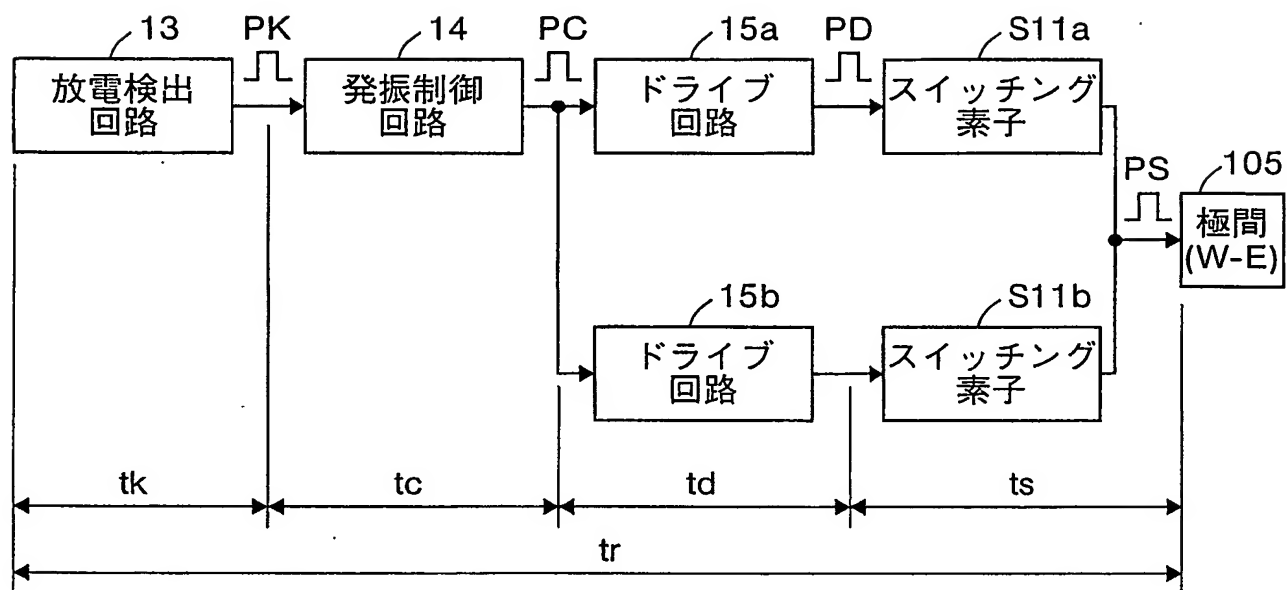 13
PK
14
PC
15a
PD
S11a
放電検出
回路
発振制御
回路
ドライブ
回路
スイッチング
素子
PS
105
極間
(W-E)
15b
S11b
ドライブ
回路
スイッチング
素子
tk
tc
td
ts
tr